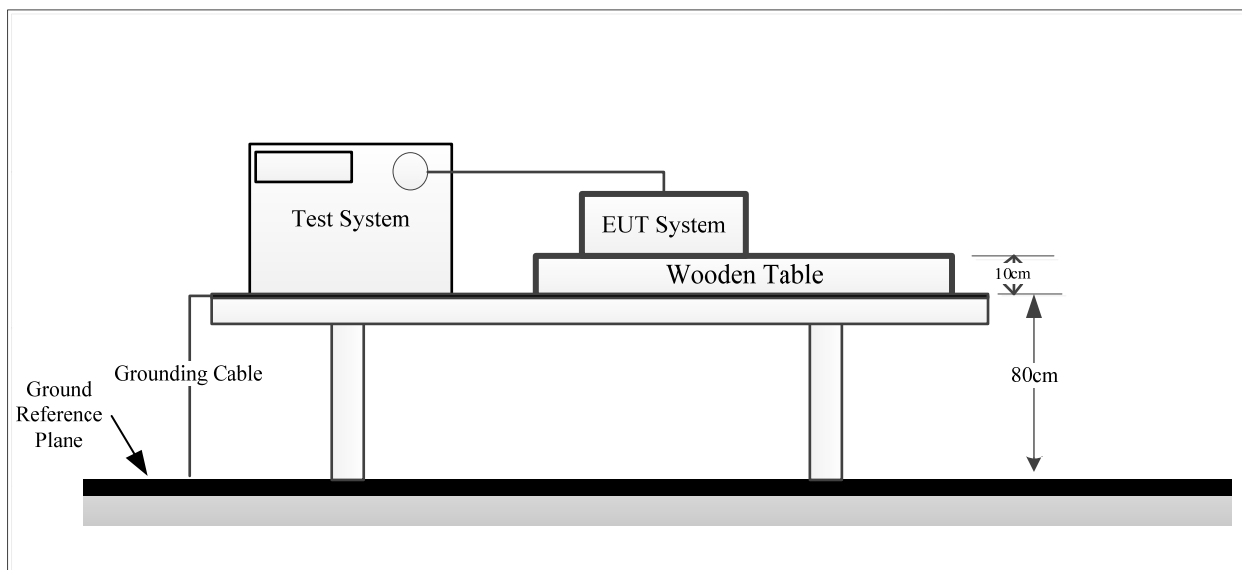 Test System
EUT System
Wooden Table
10cm
Grounding Cable
80cm
Ground
Reference
Plane